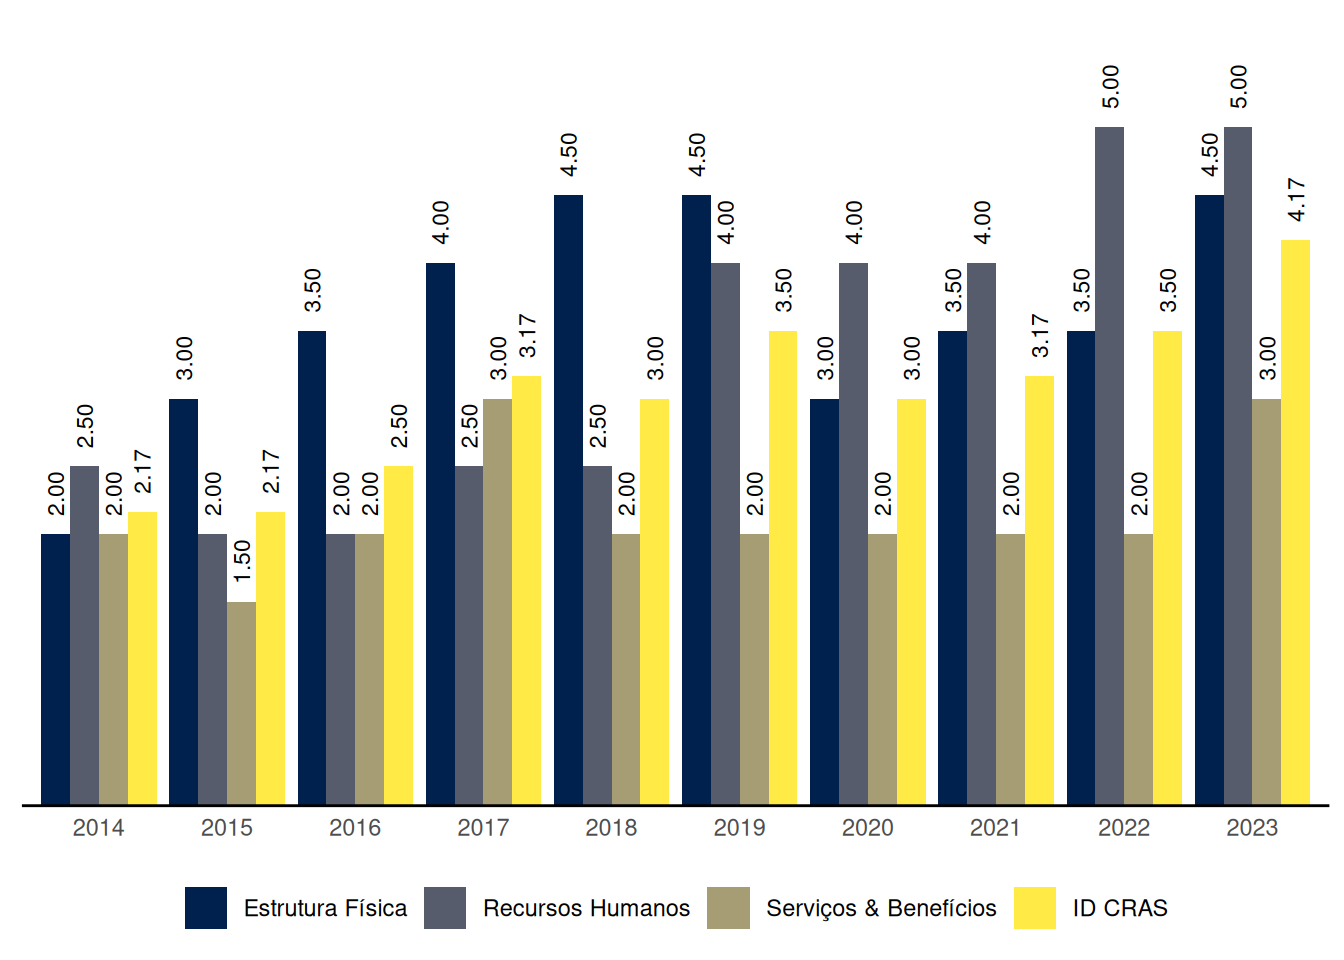 2.00 2.50 2.00 2.17
3.00 2.00 1.50 2.17
3.50 2.00 2.00 2.50
4.00 2.50 3.00 3.17
4.50 2.50 2.00 3.00
4.50 4.00 2.00 3.50
3.00 4.00 2.00 3.00
3.50 4.00 2.00 3.17
3.50 5.00 2.00 3.50
4.50 5.00 3.00 4.17
2014 2015 2016 2017 2018 2019 2020 2021 2022 2023
Estrutura Física Recursos Humanos Serviços & Benefícios ID CRAS